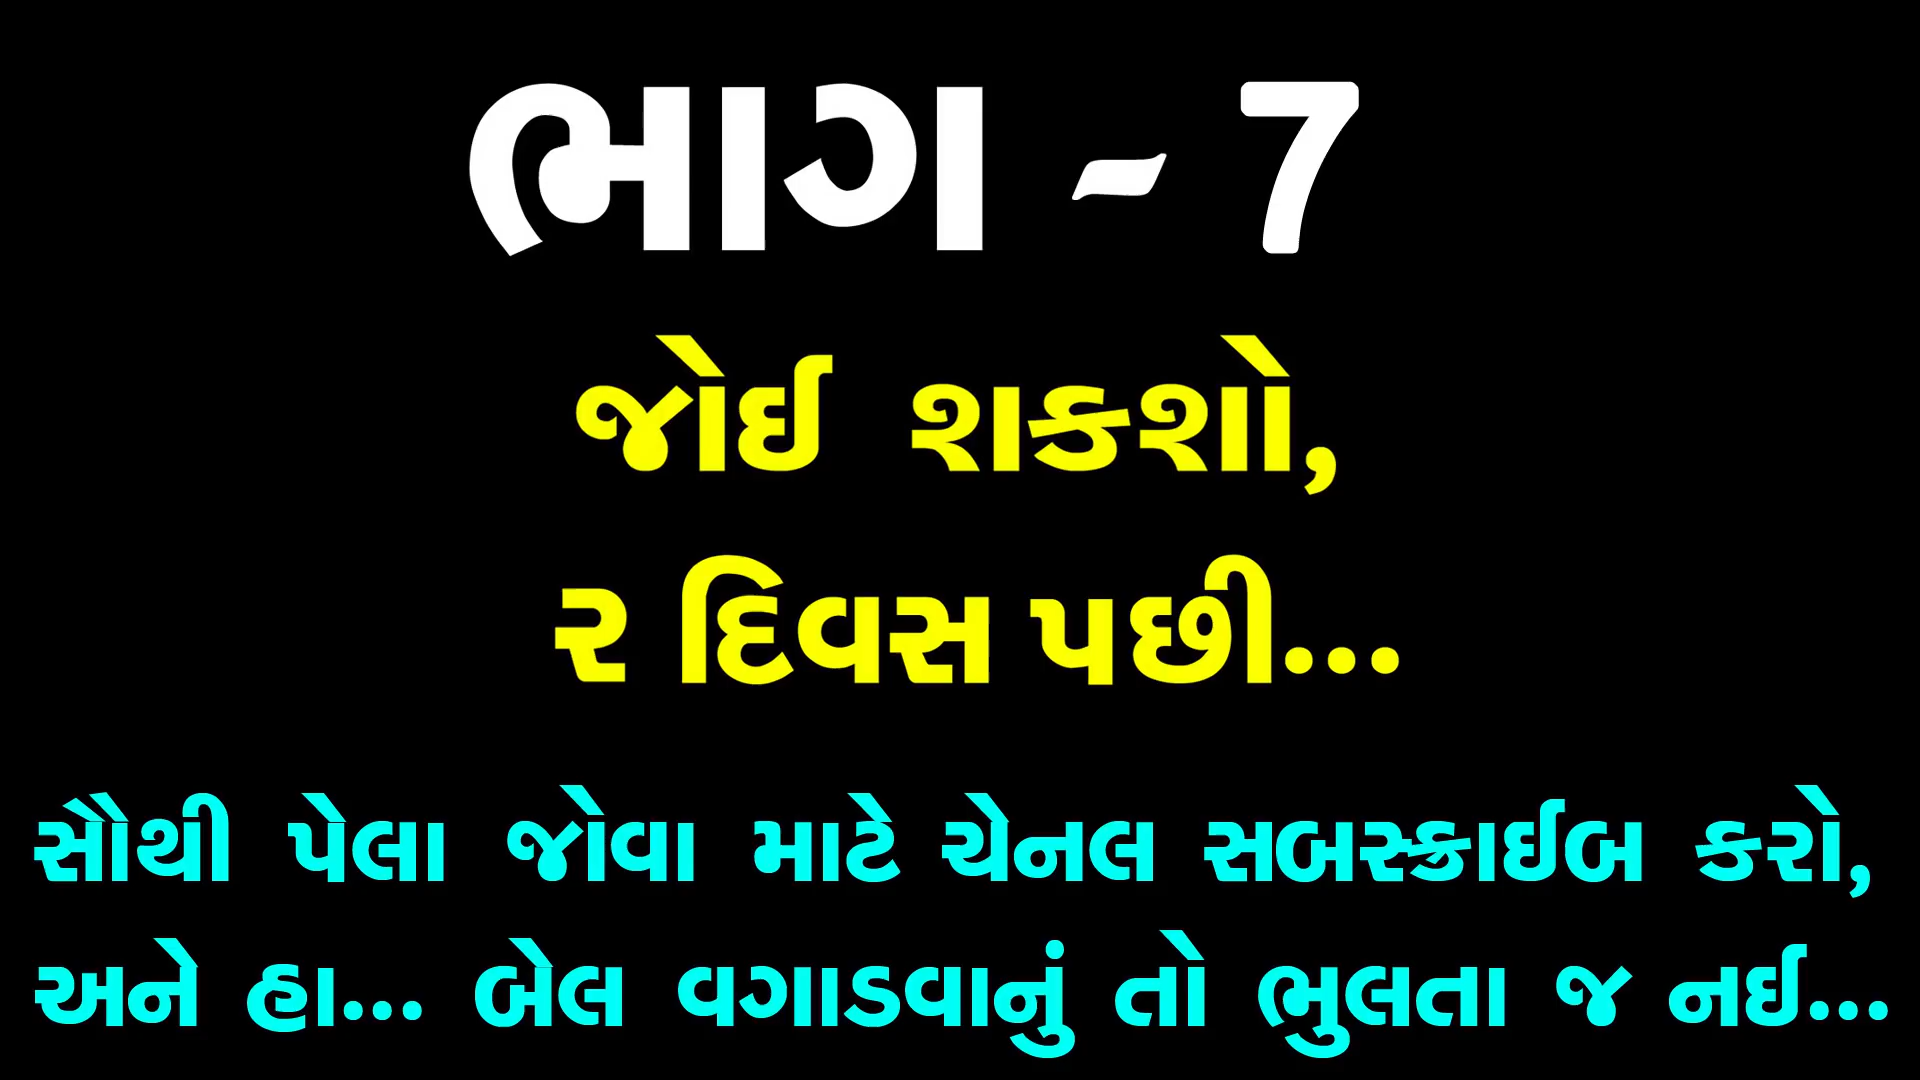 ભાગ - 7
જોઈ શકશો,
૨ દિવસ પછી...
સૌથી પેલા જોવા માટે ચેનલ સબસ્ક્રાઈબ કરો,
અને હા... બેલ વગાડવાનું તો ભુલતા જ નઈ...